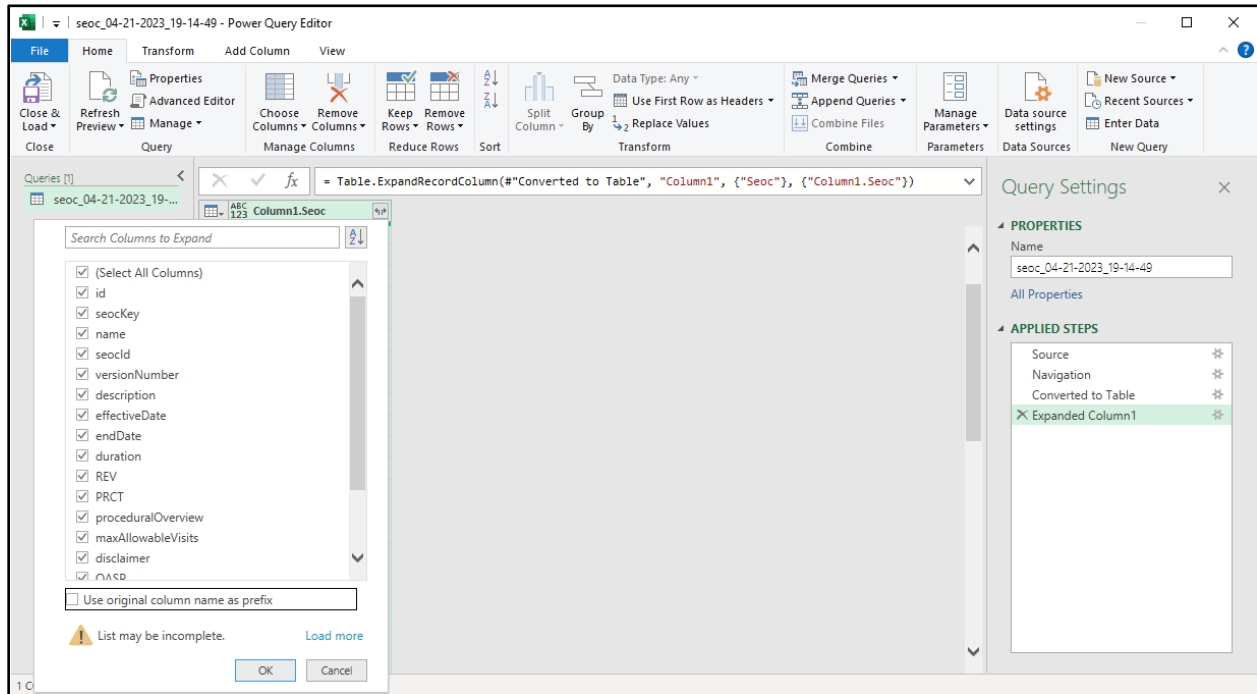 seoc_04-21-2023_19-14-49 - Power Query Editor
File Home Transform Add Column View
Close & Load
Close
Refresh Preview
Properties
Advanced Editor
Manage
Query
Choose Columns
Remove Columns
Manage Columns
Keep Rows
Remove Rows
Reduce Rows
Sort
Split Column
Group By
Data Type: Any
Use First Row as Headers
1 2 Replace Values
Transform
Merge Queries
Append Queries
Combine Files
Combine
Manage Parameters
Parameters
Data source settings
Data Sources
New Source
Recent Sources
Enter Data
New Query
Queries [1]
seoc_04-21-2023_19-...
fx = Table.ExpandRecordColumn(#"Converted to Table", "Column1", {"Seoc"}, {"Column1.Seoc"})
ABC 123 Column1.Seoc
Search Columns to Expand
(Select All Columns)
id
seocKey
name
seocId
versionNumber
description
effectiveDate
endDate
duration
REV
PRCT
proceduralOverview
maxAllowableVisits
disclaimer
QASP
Use original column name as prefix
List may be incomplete. Load more
OK Cancel
Query Settings
PROPERTIES
Name
seoc_04-21-2023_19-14-49
All Properties
APPLIED STEPS
Source
Navigation
Converted to Table
Expanded Column1